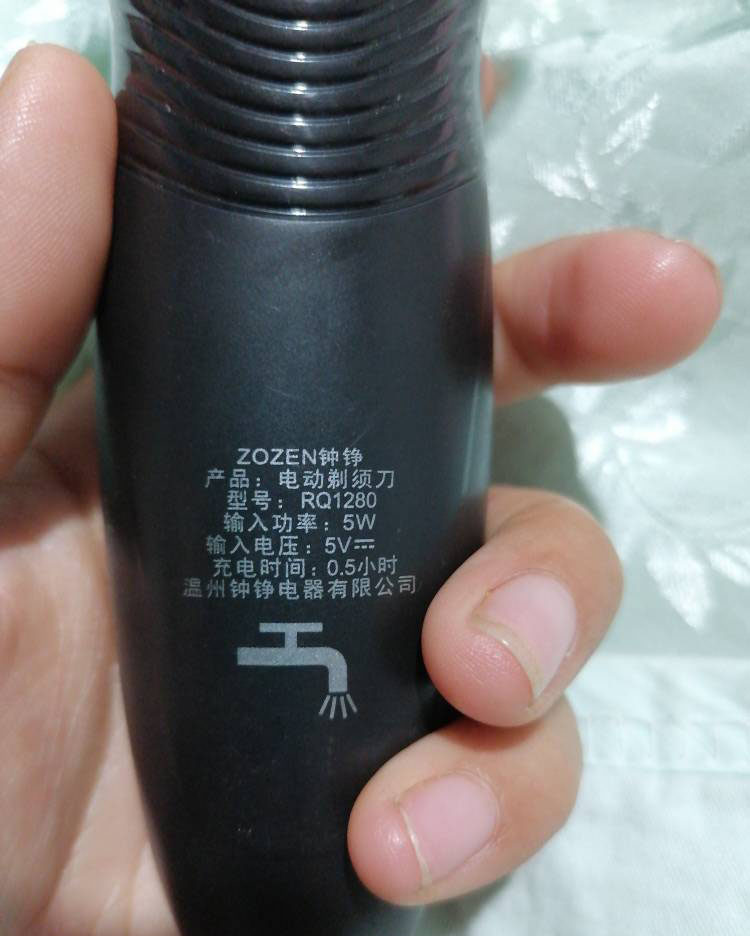 ZOZEN钟铮
产品：电动剃须刀
型号：RQ1280
输入功率：5W
输入电压：5V⎓
充电时间：0.5小时
温州钟铮电器有限公司